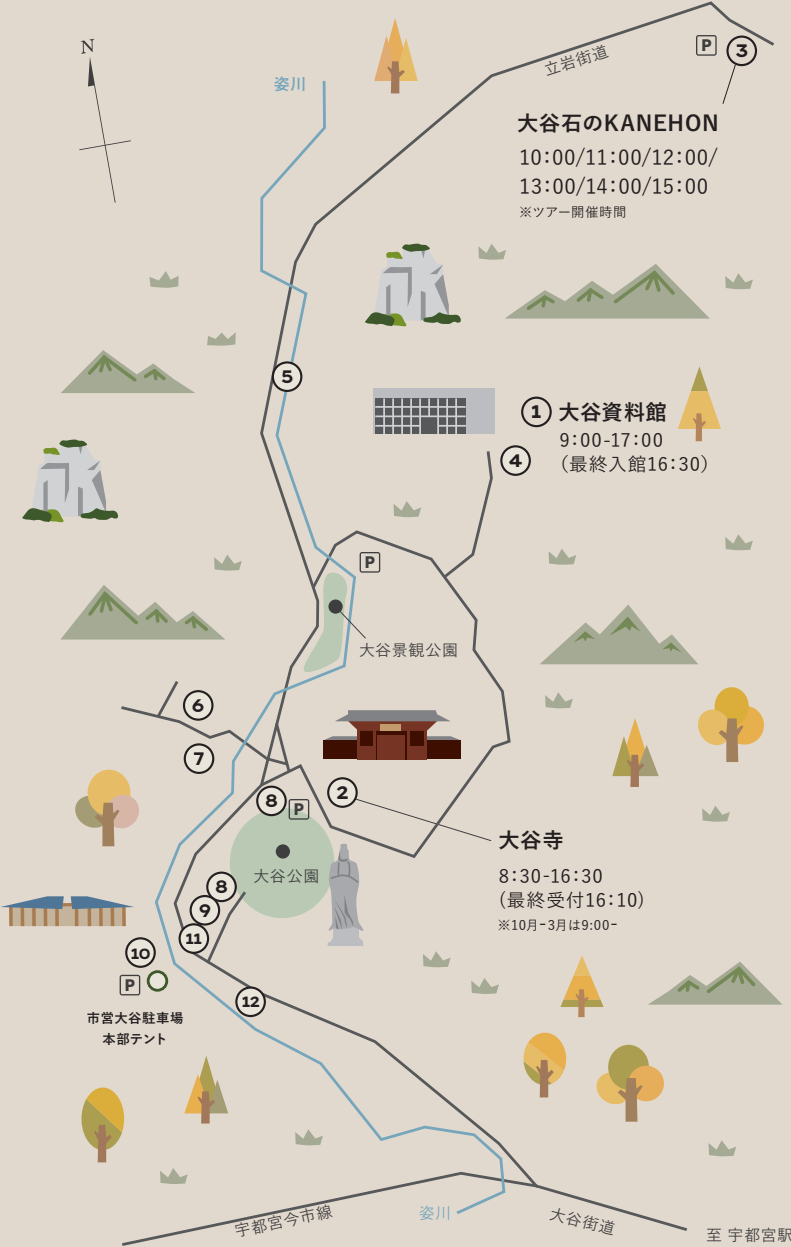 N
姿川
立岩街道
P
3
大谷石のKANEHON
10:00/11:00/12:00/
13:00/14:00/15:00
※ツアー開催時間
5
1 大谷資料館
9:00-17:00
（最終入館16:30）
4
P
大谷景観公園
6
7
8 P
2
大谷寺
8:30-16:30
（最終受付16:10）
※10月-3月は9:00-
大谷公園
8
9
11
10
P
市営大谷駐車場
本部テント
12
宇都宮今市線
姿川
大谷街道
至 宇都宮駅